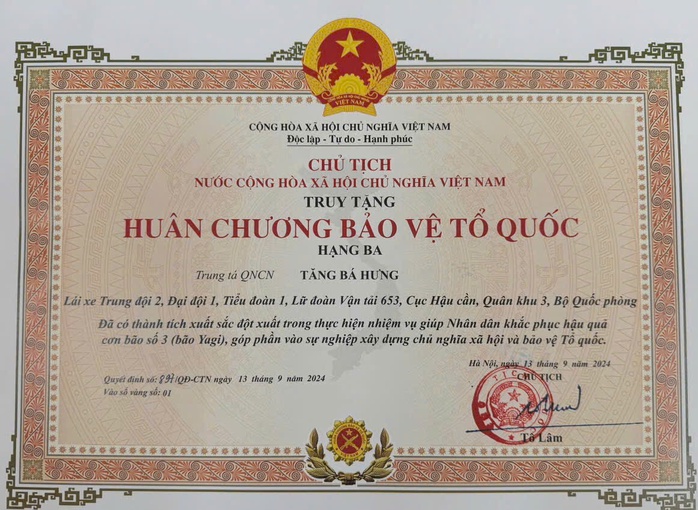 VIỆT NAM
CỘNG HÒA XÃ HỘI CHỦ NGHĨA VIỆT NAM
Độc lập - Tự do - Hạnh phúc
CHỦ TỊCH
NƯỚC CỘNG HÒA XÃ HỘI CHỦ NGHĨA VIỆT NAM
TRUY TẶNG
HUÂN CHƯƠNG BẢO VỆ TỔ QUỐC
HẠNG BA
Trung tá QNCN TĂNG BÁ HƯNG
Lái xe Trung đội 2, Đại đội 1, Tiểu đoàn 1, Lữ đoàn Vận tải 653, Cục Hậu cần, Quân khu 3, Bộ Quốc phòng
Đã có thành tích xuất sắc đột xuất trong thực hiện nhiệm vụ giúp Nhân dân khắc phục hậu quả
cơn bão số 3 (bão Yagi), góp phần vào sự nghiệp xây dựng chủ nghĩa xã hội và bảo vệ Tổ quốc.
Hà Nội, ngày 13 tháng 9 năm 2024
Quyết định số: /QĐ-CTN ngày 13 tháng 9 năm 2024
CHỦ TỊCH
Vào sổ vàng số: 01
Tô Lâm